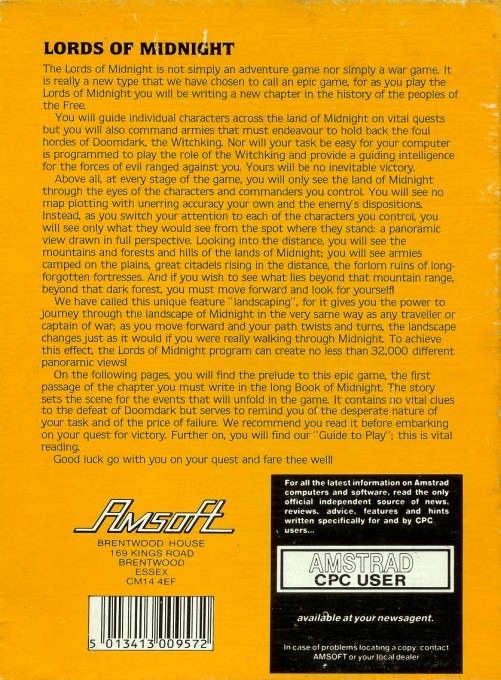 LORDS OF MIDNIGHT
The Lords of Midnight is not simply an adventure game nor simply a war game. It
is really a new type that we have chosen to call an epic game, for as you play the
Lords of Midnight you will be writing a new chapter in the history of the peoples of
the Free.
You will guide individual characters across the land of Midnight on vital quests
but you will also command armies that must endeavour to hold back the foul
hordes of Doomdark, the Witchking. Nor will your task be easy for your computer
is programmed to play the role of the Witchking and provide a guiding intelligence
for the forces of evil ranged against you. Yours will be no inevitable victory.
Above all, at every stage of the game, you will only see the land of Midnight
through the eyes of the characters and commanders you control. You will see no
map plotting with unerring accuracy your own and the enemy's dispositions.
Instead, as you switch your attention to each of the characters you control, you
will see only what they would see from the spot where they stand: a panoramic
view drawn in full perspective. Looking into the distance, you will see the
mountains and forests and hills of the lands of Midnight; you will see armies
camped on the plains, great citadels rising in the distance, the forlorn ruins of long-
forgotten fortresses. And if you wish to see what lies beyond that mountain range,
beyond that dark forest, you must move forward and look for yourself!
We have called this unique feature "landscaping", for it gives you the power to
journey through the landscape of Midnight in the very same way as any traveller or
captain of war; as you move forward and your path twists and turns, the landscape
changes just as it would if you were really walking through Midnight. To achieve
this effect, the Lords of Midnight program can create no less than 32,000 different
panoramic views!
On the following pages, you will find the prelude to this epic game, the first
passage of the chapter you must write in the long Book of Midnight. The story
sets the scene for the events that will unfold in the game. It contains no vital clues
to the defeat of Doomdark but serves to remind you of the desperate nature of
your task and of the price of failure. We recommend you read it before embarking
on your quest for victory. Further on, you will find our "Guide to Play"; this is vital
reading.
Good luck go with you on your quest and fare thee well!
Amsoft
BRENTWOOD HOUSE
169 KINGS ROAD
BRENTWOOD
ESSEX
CM14 4EF
5 013413 009572
For all the latest information on Amstrad
computers and software, read the only
official independent source of news,
reviews, advice, features and hints
written specifically for and by CPC
users...
AMSTRAD
CPC USER
available at your newsagent.
In case of problems locating a copy: contact
AMSOFT or your local dealer